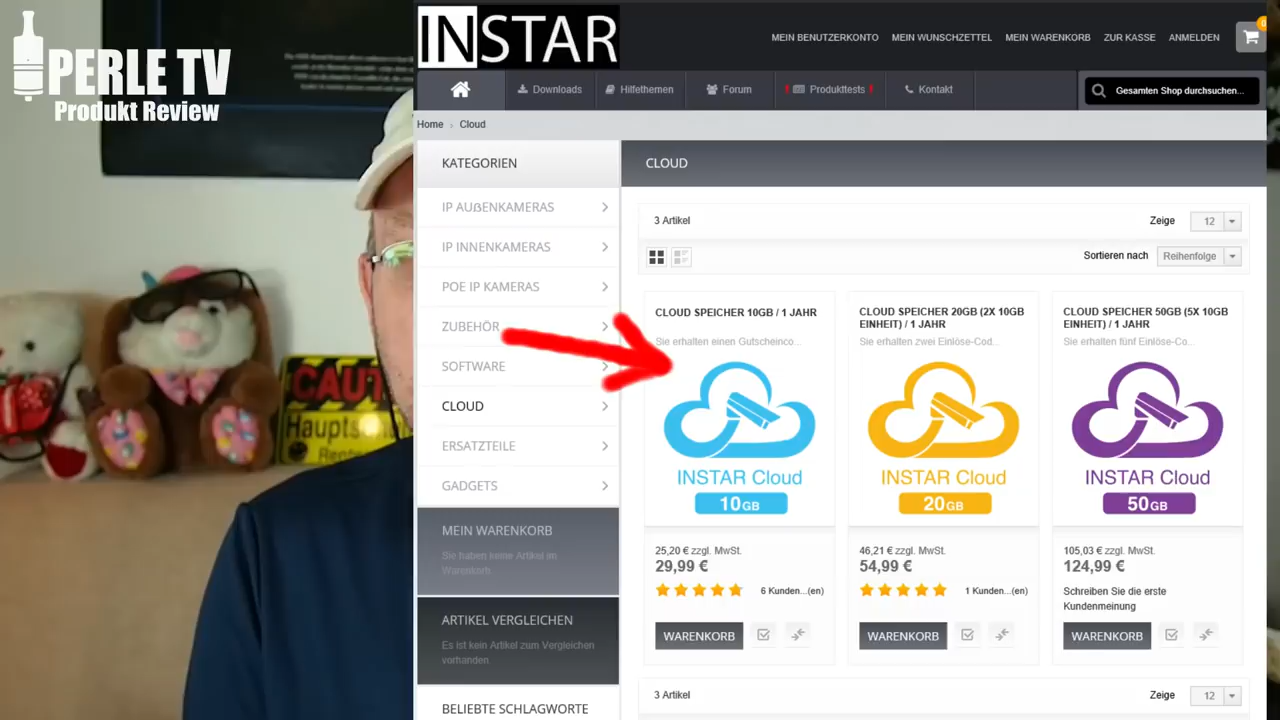 PERLE TV
Produkt Review
CAUT
Hauptsch
INSTAR
MEIN BENUTZERKONTO
MEIN WUNSCHZETTEL
MEIN WARENKORB
ZUR KASSE
ANMELDEN
0
Downloads
Hilfethemen
Forum
! Produkttests !
Kontakt
Gesamten Shop durchsuchen...
Home > Cloud
KATEGORIEN
IP AUßENKAMERAS
IP INNENKAMERAS
POE IP KAMERAS
ZUBEHÖR
SOFTWARE
CLOUD
ERSATZTEILE
GADGETS
MEIN WARENKORB
Sie haben keine Artikel im
Warenkorb
ARTIKEL VERGLEICHEN
Es ist kein Artikel zum Vergleichen
vorhanden
BELIEBTE SCHLAGWORTE
CLOUD
3 Artikel
Zeige 12
Sortieren nach Reihenfolge
CLOUD SPEICHER 10GB / 1 JAHR
Sie erhalten einen Gutscheinco...
INSTAR Cloud
10GB
25,20 € zzgl. MwSt.
29,99 €
6 Kunden...(en)
WARENKORB
CLOUD SPEICHER 20GB (2X 10GB
EINHEIT) / 1 JAHR
Sie erhalten zwei Einlöse-Cod...
INSTAR Cloud
20GB
46,21 € zzgl. MwSt.
54,99 €
1 Kunden...(en)
WARENKORB
CLOUD SPEICHER 50GB (5X 10GB
EINHEIT) / 1 JAHR
Sie erhalten fünf Einlöse-Co...
INSTAR Cloud
50GB
105,03 € zzgl. MwSt.
124,99 €
Schreiben Sie die erste
Kundenmeinung
WARENKORB
3 Artikel
Zeige 12